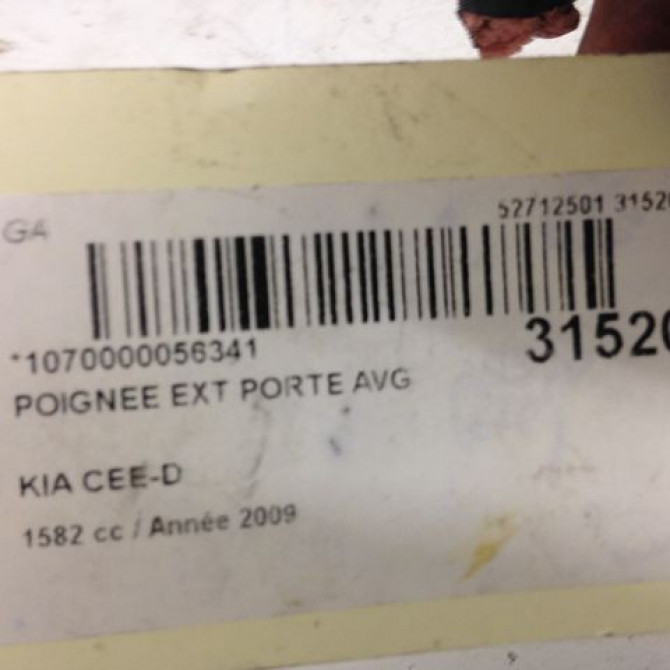 GA
52712501 3152
3152
*1070000056341
POIGNEE EXT PORTE AVG
KIA CEE-D
1582 cc / Année 2009